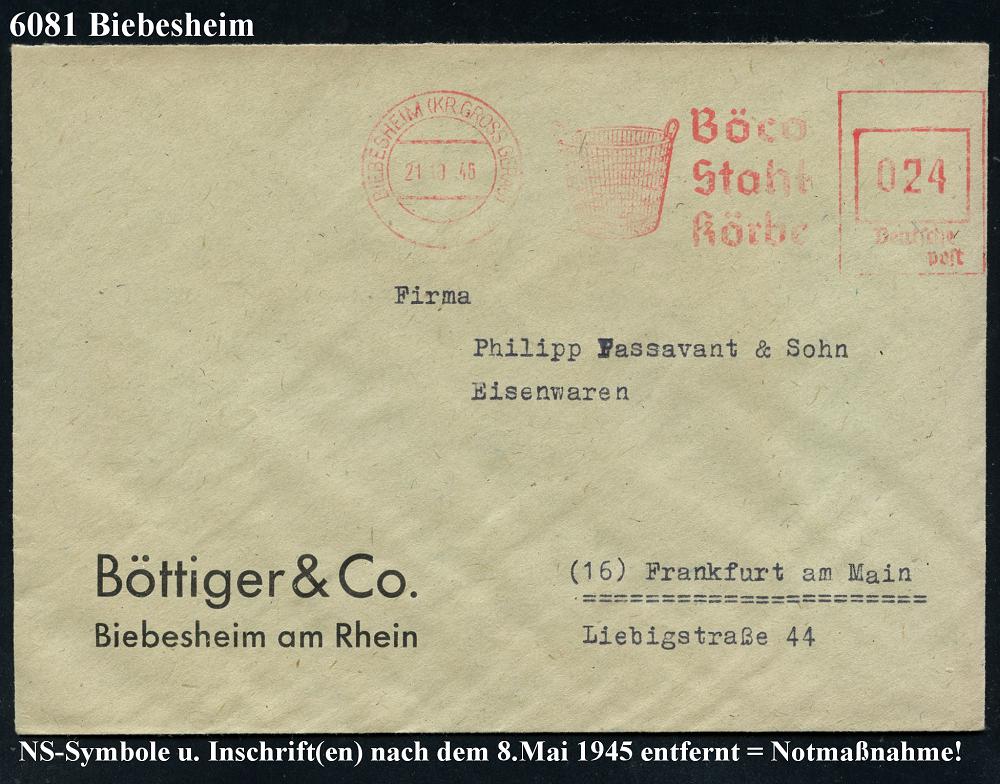 6081 Biebesheim
BIEBESHEIM (KR.GROSS GERAU)
21.10.45
Böco
Stahl
Körbe
024
Deutsche
Post
Firma
Philipp Passavant & Sohn
Eisenwaren
Böttiger & Co.
Biebesheim am Rhein
(16) Frankfurt am Main
Liebigstraße 44
NS-Symbole u. Inschrift(en) nach dem 8.Mai 1945 entfernt = Notmaßnahme!